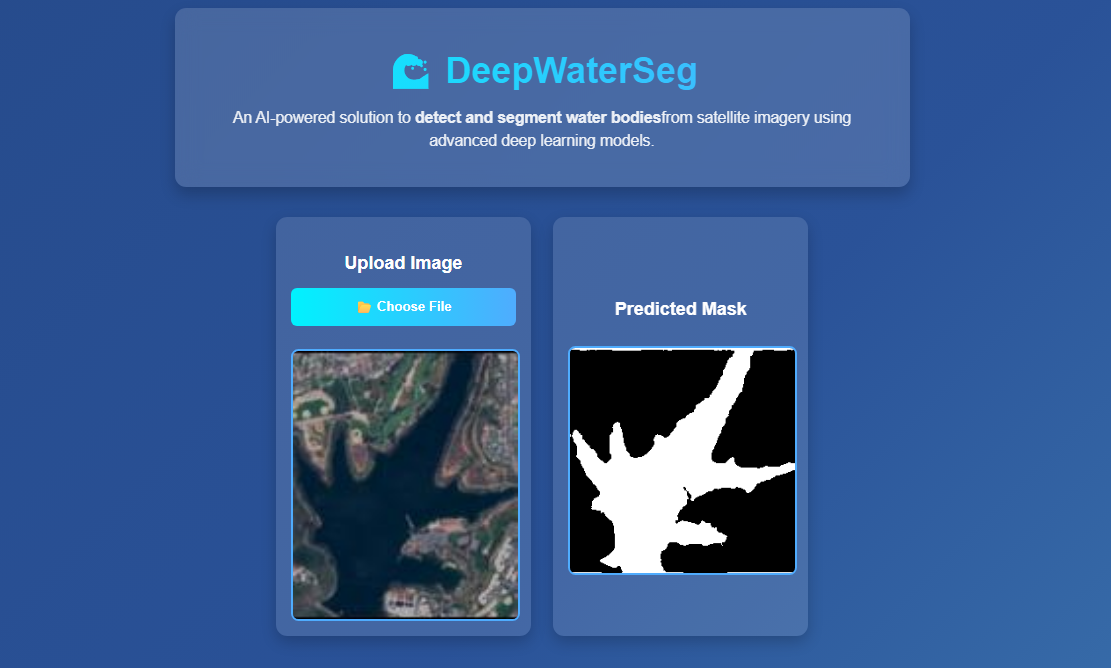 DeepWaterSeg
An AI-powered solution to detect and segment water bodiesfrom satellite imagery using
advanced deep learning models.
Upload Image
Choose File
Predicted Mask